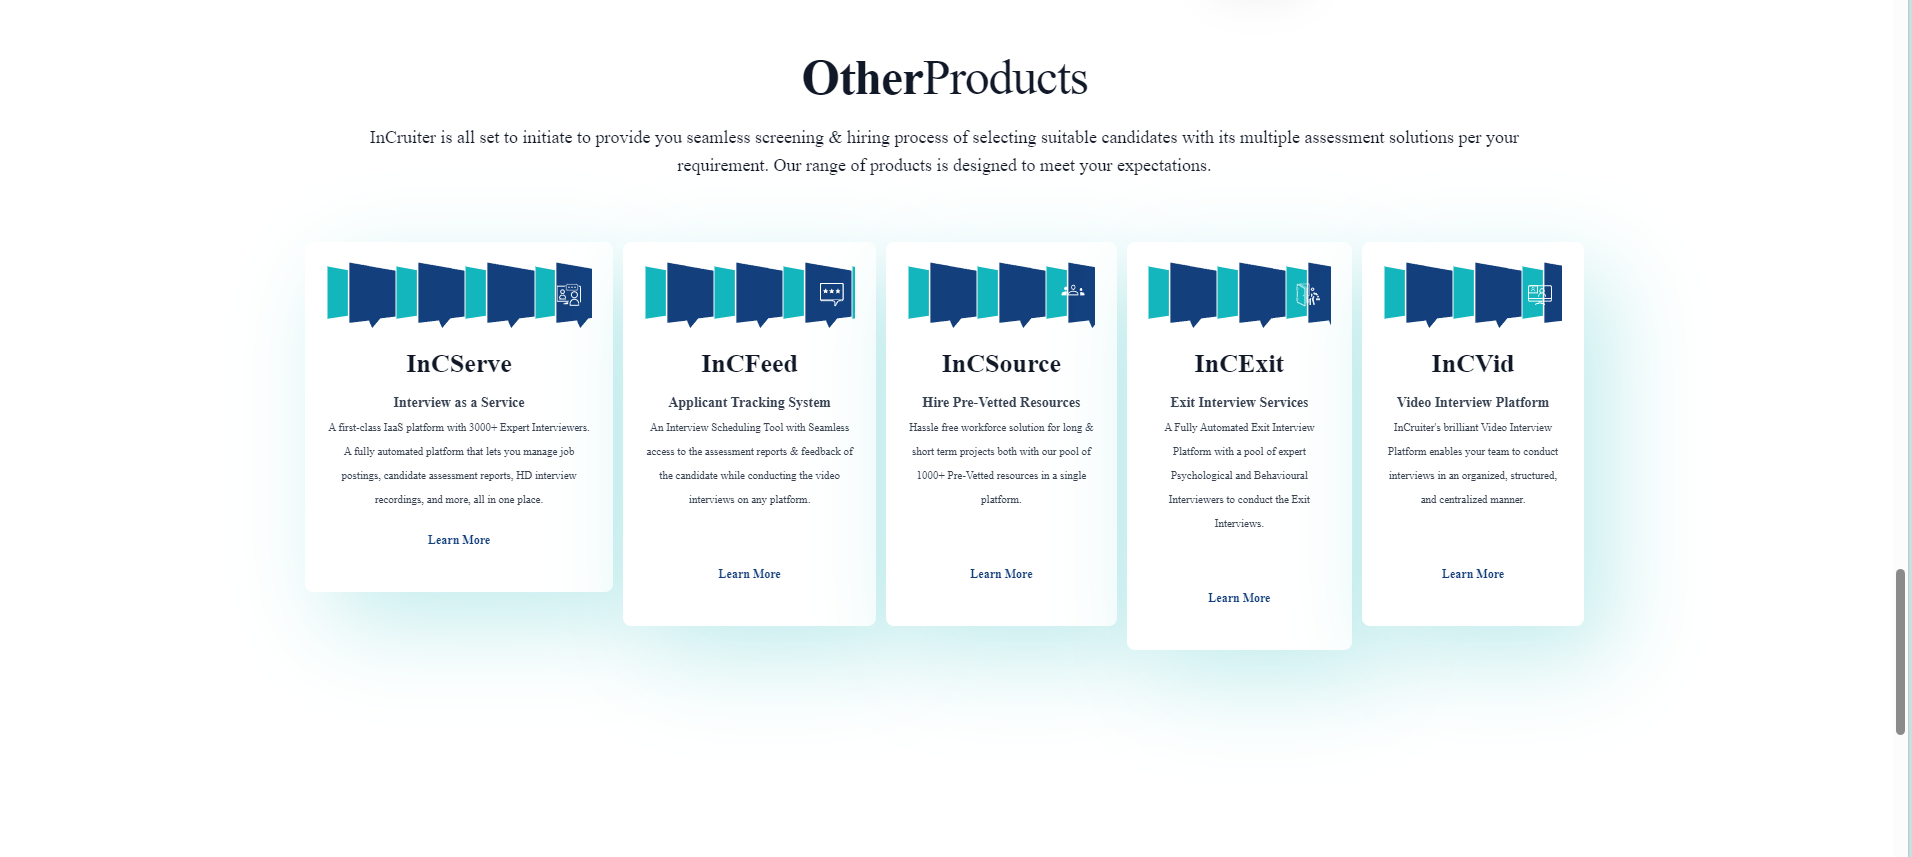 OtherProducts
InCruiter is all set to initiate to provide you seamless screening & hiring process of selecting suitable candidates with its multiple assessment solutions per your
requirement. Our range of products is designed to meet your expectations.
InCServe
Interview as a Service
A first-class IaaS platform with 3000+ Expert Interviewers.
A fully automated platform that lets you manage job
postings, candidate assessment reports, HD interview
recordings, and more, all in one place.
Learn More
InCFeed
Applicant Tracking System
An Interview Scheduling Tool with Seamless
access to the assessment reports & feedback of
the candidate while conducting the video
interviews on any platform.
Learn More
InCSource
Hire Pre-Vetted Resources
Hassle free workforce solution for long &
short term projects both with our pool of
1000+ Pre-Vetted resources in a single
platform.
Learn More
InCExit
Exit Interview Services
A Fully Automated Exit Interview
Platform with a pool of expert
Psychological and Behavioural
Interviewers to conduct the Exit
Interviews.
Learn More
InCVid
Video Interview Platform
InCruiter's brilliant Video Interview
Platform enables your team to conduct
interviews in an organized, structured,
and centralized manner.
Learn More